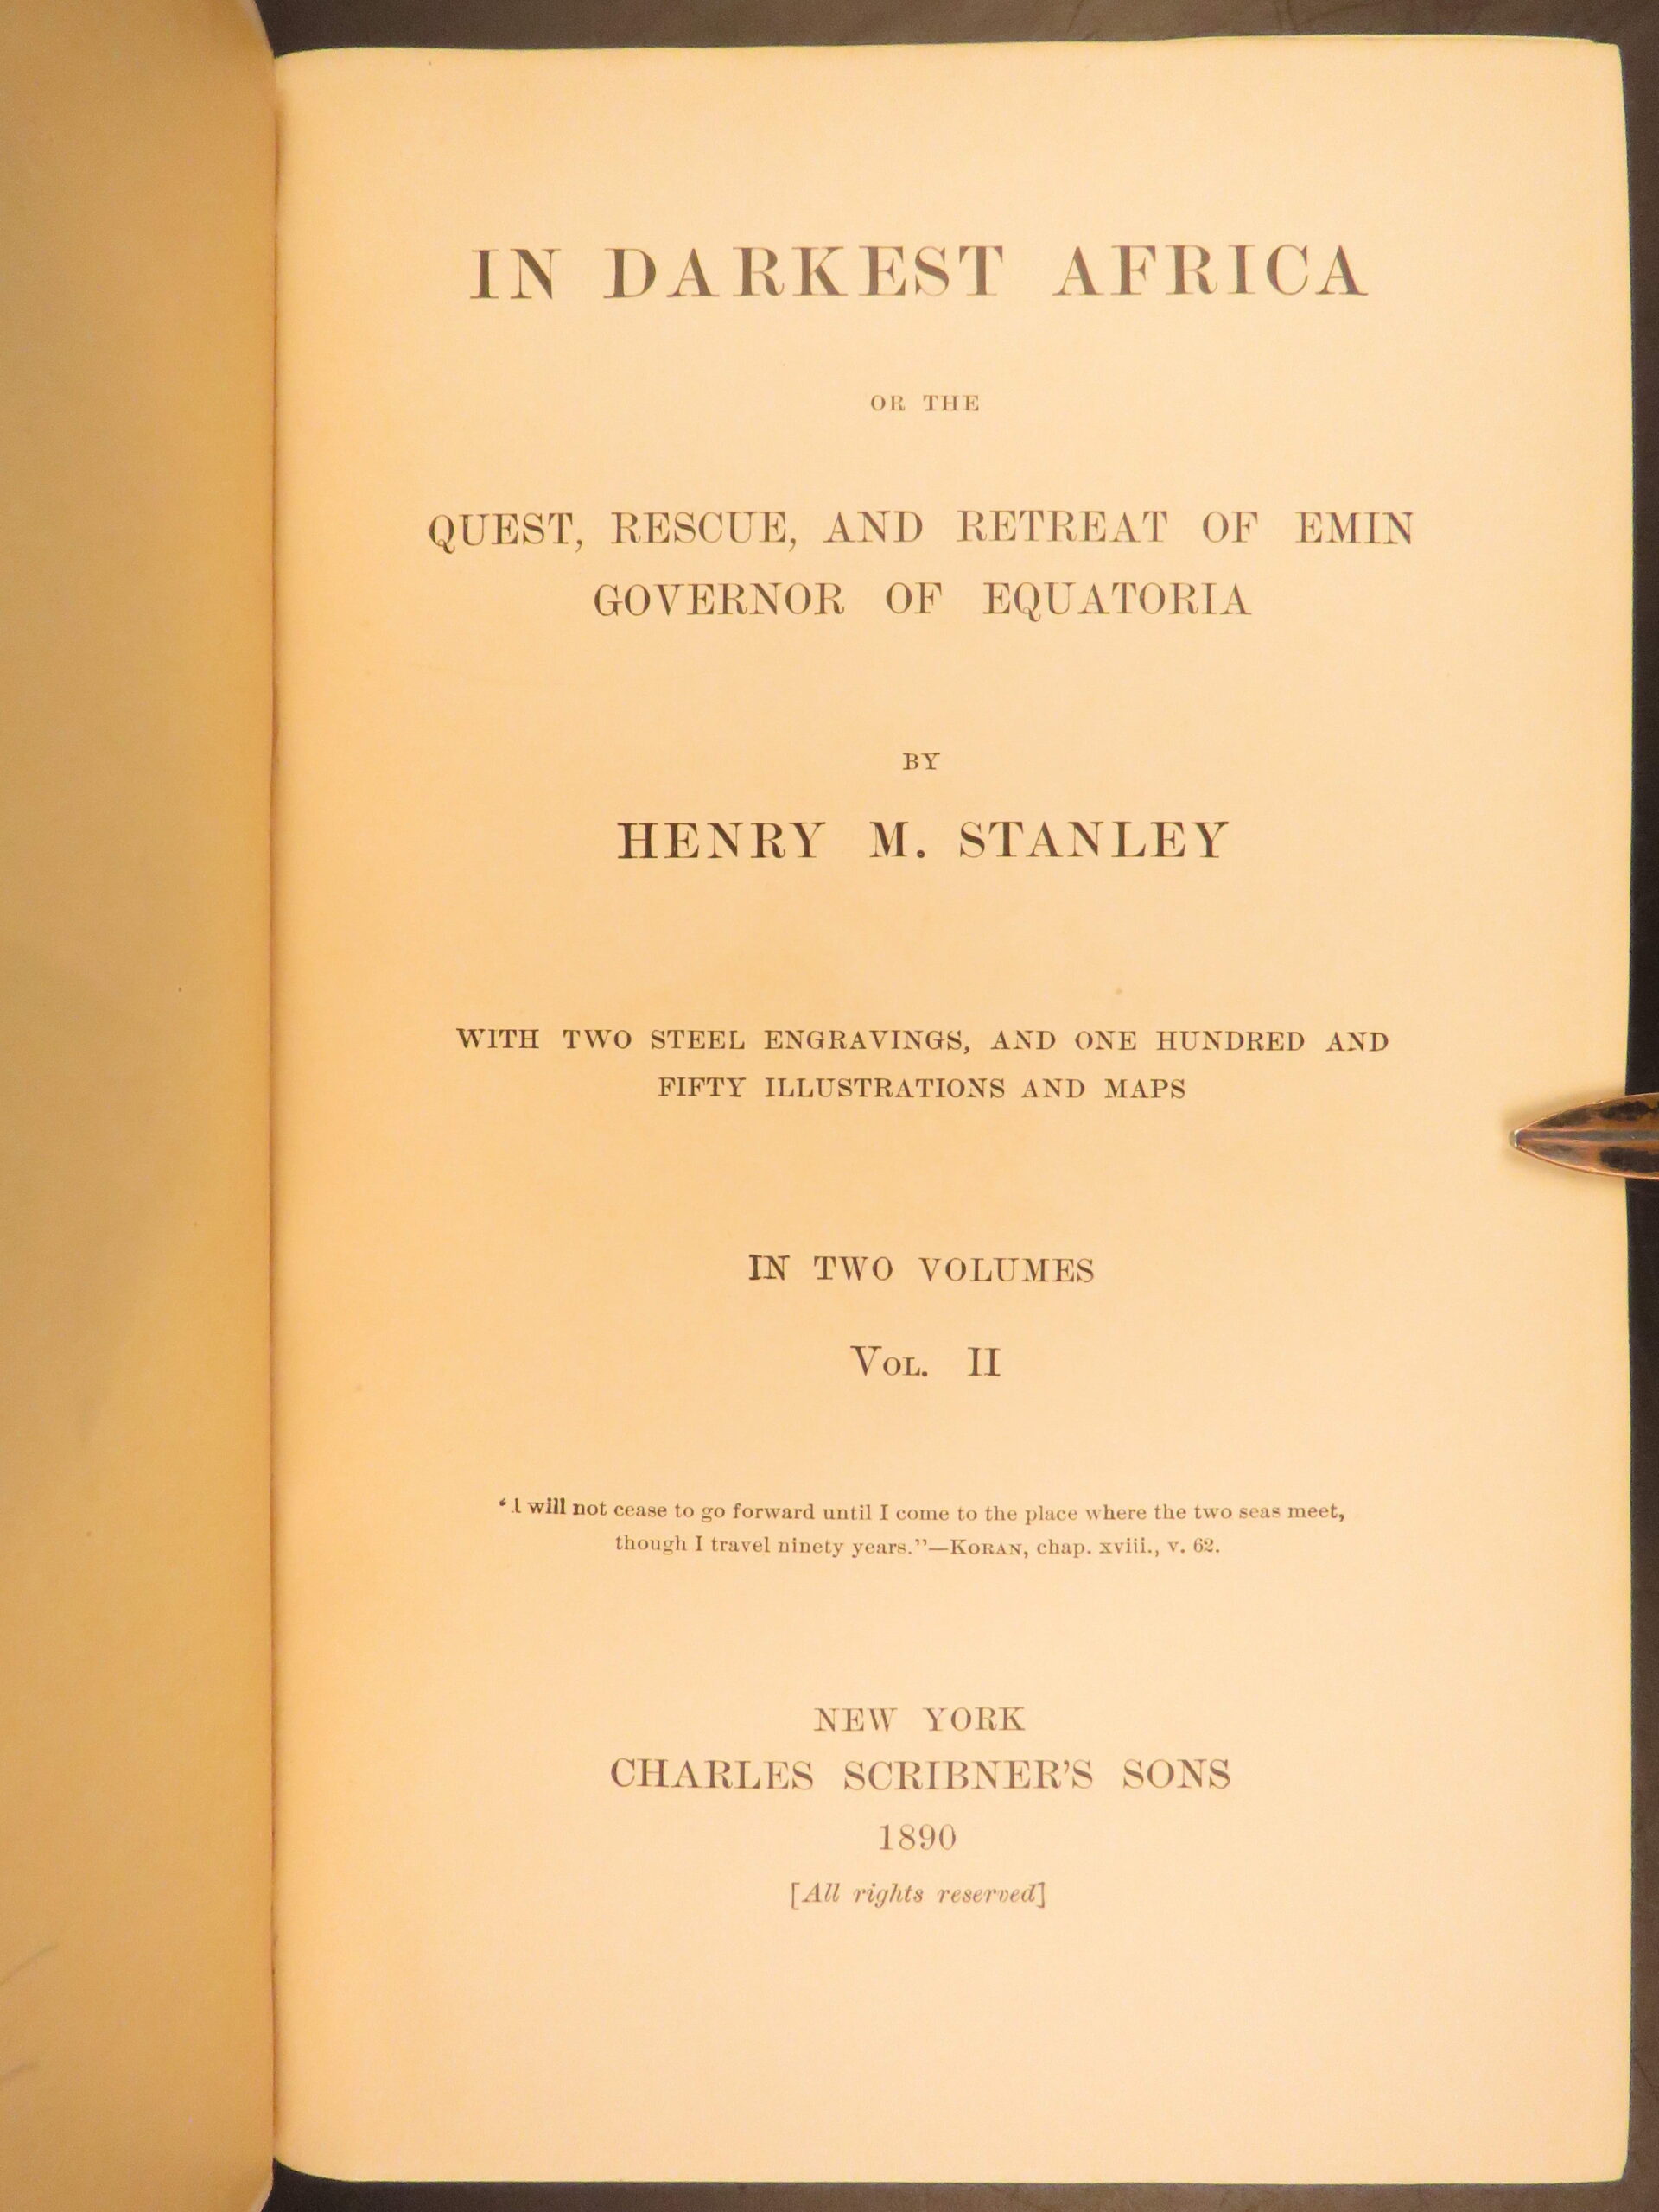 IN DARKEST AFRICA
OR THE
QUEST, RESCUE, AND RETREAT OF EMIN
GOVERNOR OF EQUATORIA
BY
HENRY M. STANLEY
WITH TWO STEEL ENGRAVINGS, AND ONE HUNDRED AND
FIFTY ILLUSTRATIONS AND MAPS
IN TWO VOLUMES
VOL. II
“I will not cease to go forward until I come to the place where the two seas meet,
though I travel ninety years.”—KORAN, chap. xviii., v. 62.
NEW YORK
CHARLES SCRIBNER’S SONS
1890
[All rights reserved]